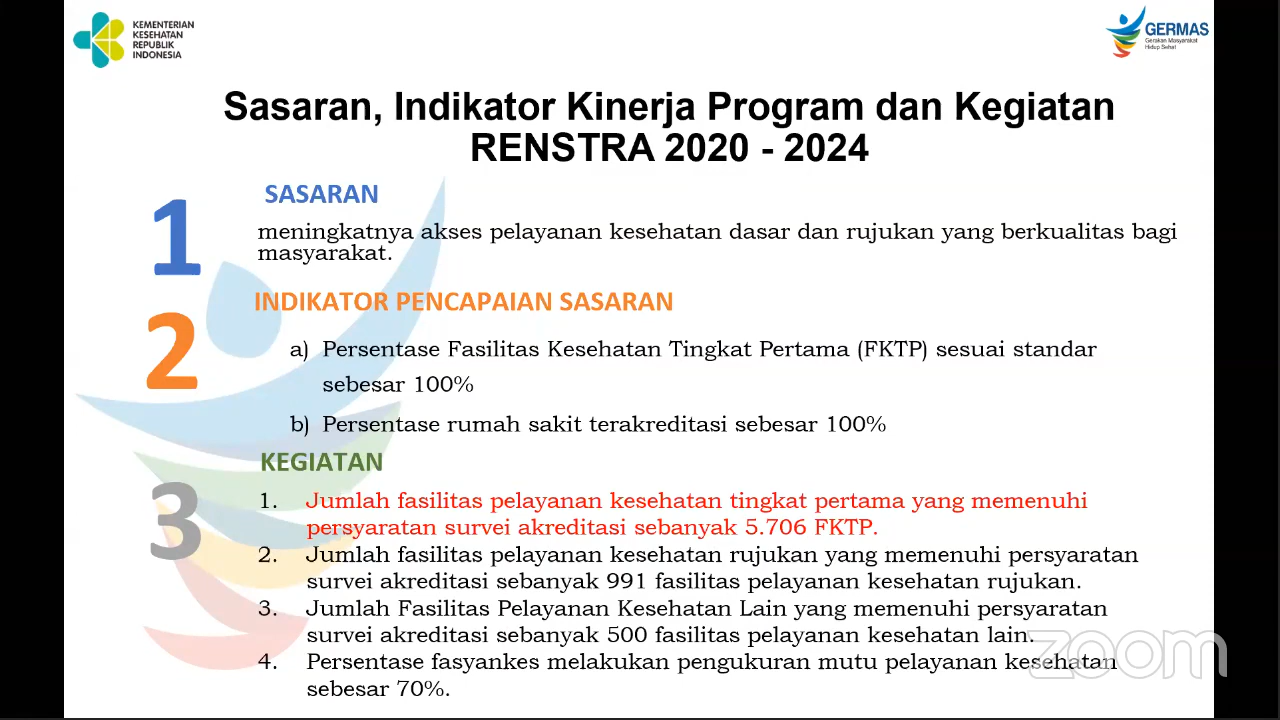 KEMENTERIAN
KESEHATAN
REPUBLIK
INDONESIA
GERMAS
Gerakan Masyarakat
Hidup Sehat
Sasaran, Indikator Kinerja Program dan Kegiatan
RENSTRA 2020 - 2024
1
SASARAN
meningkatnya akses pelayanan kesehatan dasar dan rujukan yang berkualitas bagi
masyarakat.
2
INDIKATOR PENCAPAIAN SASARAN
a) Persentase Fasilitas Kesehatan Tingkat Pertama (FKTP) sesuai standar
sebesar 100%
b) Persentase rumah sakit terakreditasi sebesar 100%
3
KEGIATAN
1. Jumlah fasilitas pelayanan kesehatan tingkat pertama yang memenuhi
persyaratan survei akreditasi sebanyak 5.706 FKTP.
2. Jumlah fasilitas pelayanan kesehatan rujukan yang memenuhi persyaratan
survei akreditasi sebanyak 991 fasilitas pelayanan kesehatan rujukan.
3. Jumlah Fasilitas Pelayanan Kesehatan Lain yang memenuhi persyaratan
survei akreditasi sebanyak 500 fasilitas pelayanan kesehatan lain.
4. Persentase fasyankes melakukan pengukuran mutu pelayanan kesehatan
sebesar 70%.
zoom